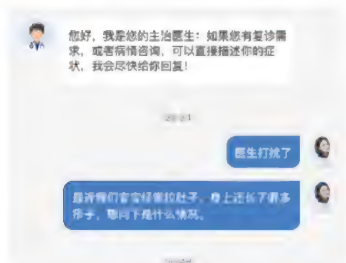 您好，我是您的主治医生：如果您有复诊需
求，或者病情咨询，可以直接描述你的症
状，我会尽快给你回复！
医生打扰了
最近我们宝宝经常拉肚子，身上还长了很多
疹子，想问下是什么情况。